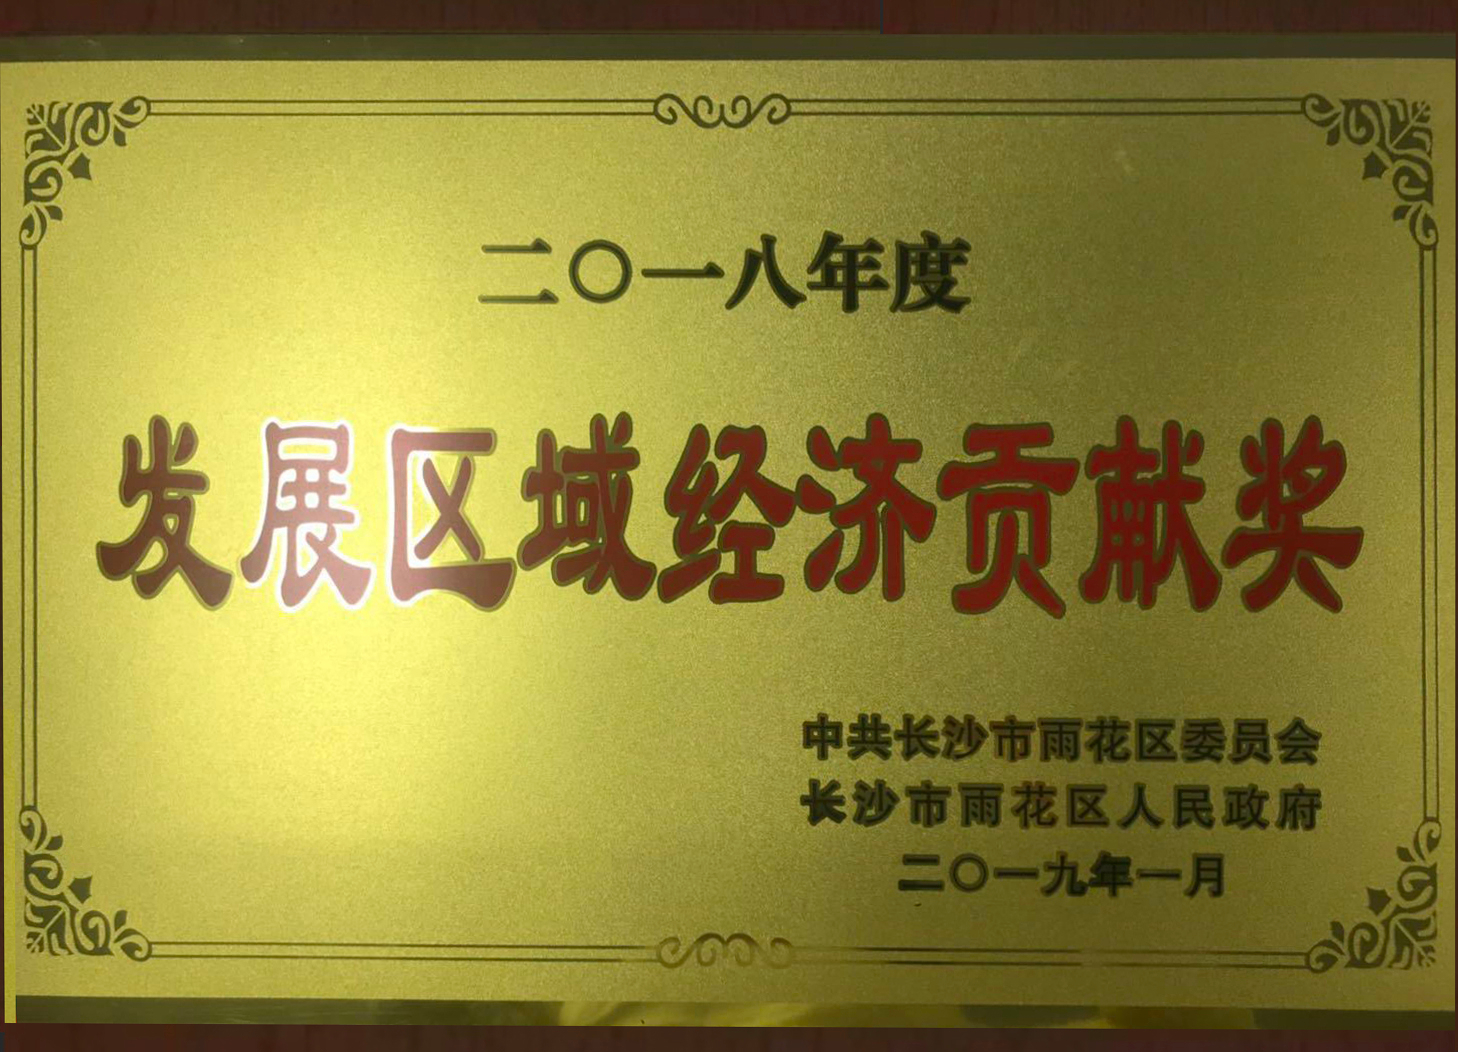 二〇一八年度
发展区域经济贡献奖
中共长沙市雨花区委员会
长沙市雨花区人民政府
二〇一九年一月